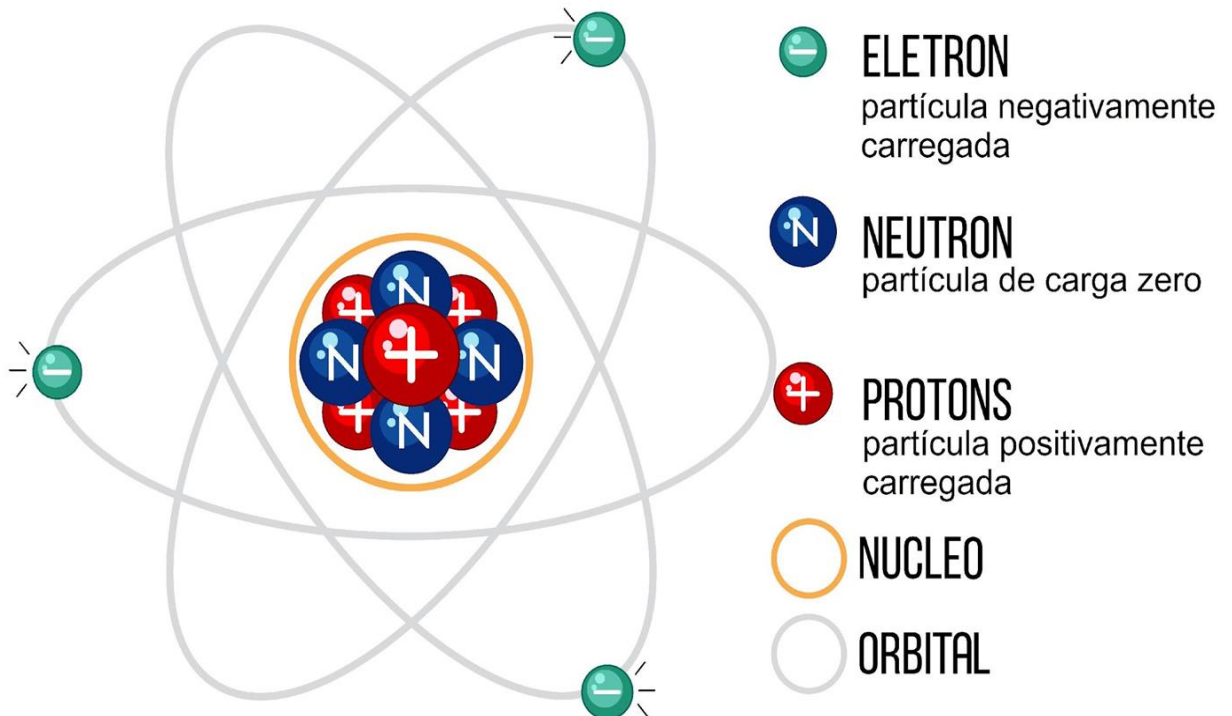 ELETRON
partícula negativamente
carregada
NEUTRON
partícula de carga zero
PROTONS
partícula positivamente
carregada
NUCLEO
ORBITAL
N
N
N
N
N